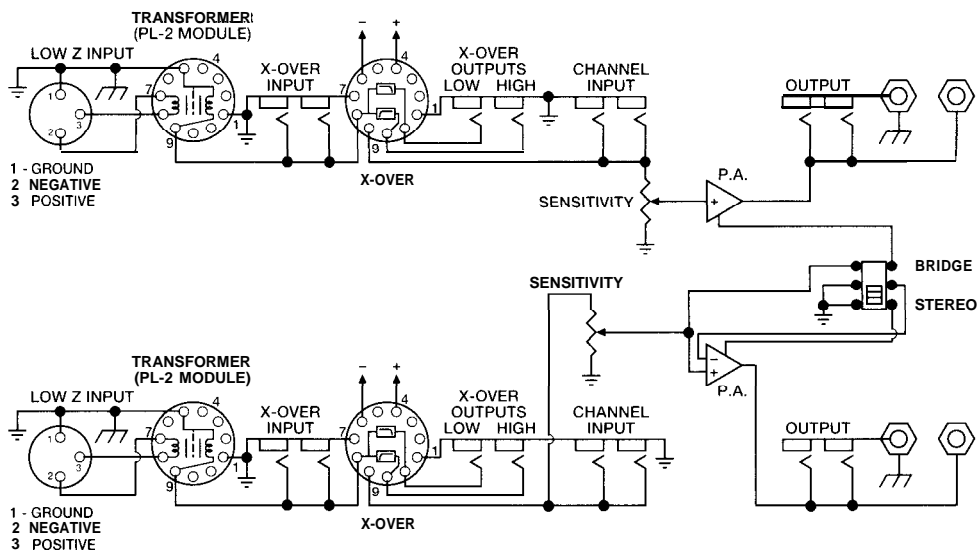 TRANSFORMER
(PL-2 MODULE)
LOW Z INPUT
4
7
1
9
1
2
3
X-OVER
INPUT
- +
4
7
1
9
X-OVER
X-OVER
OUTPUTS
LOW HIGH
CHANNEL
INPUT
OUTPUT
1 - GROUND
2 NEGATIVE
3 POSITIVE
SENSITIVITY
+
P.A.
BRIDGE
STEREO
SENSITIVITY
-
+
P.A.
TRANSFORMER
(PL-2 MODULE)
LOW Z INPUT
4
7
1
9
1
2
3
X-OVER
INPUT
- +
4
7
1
9
X-OVER
X-OVER
OUTPUTS
LOW HIGH
CHANNEL
INPUT
OUTPUT
1 - GROUND
2 NEGATIVE
3 POSITIVE